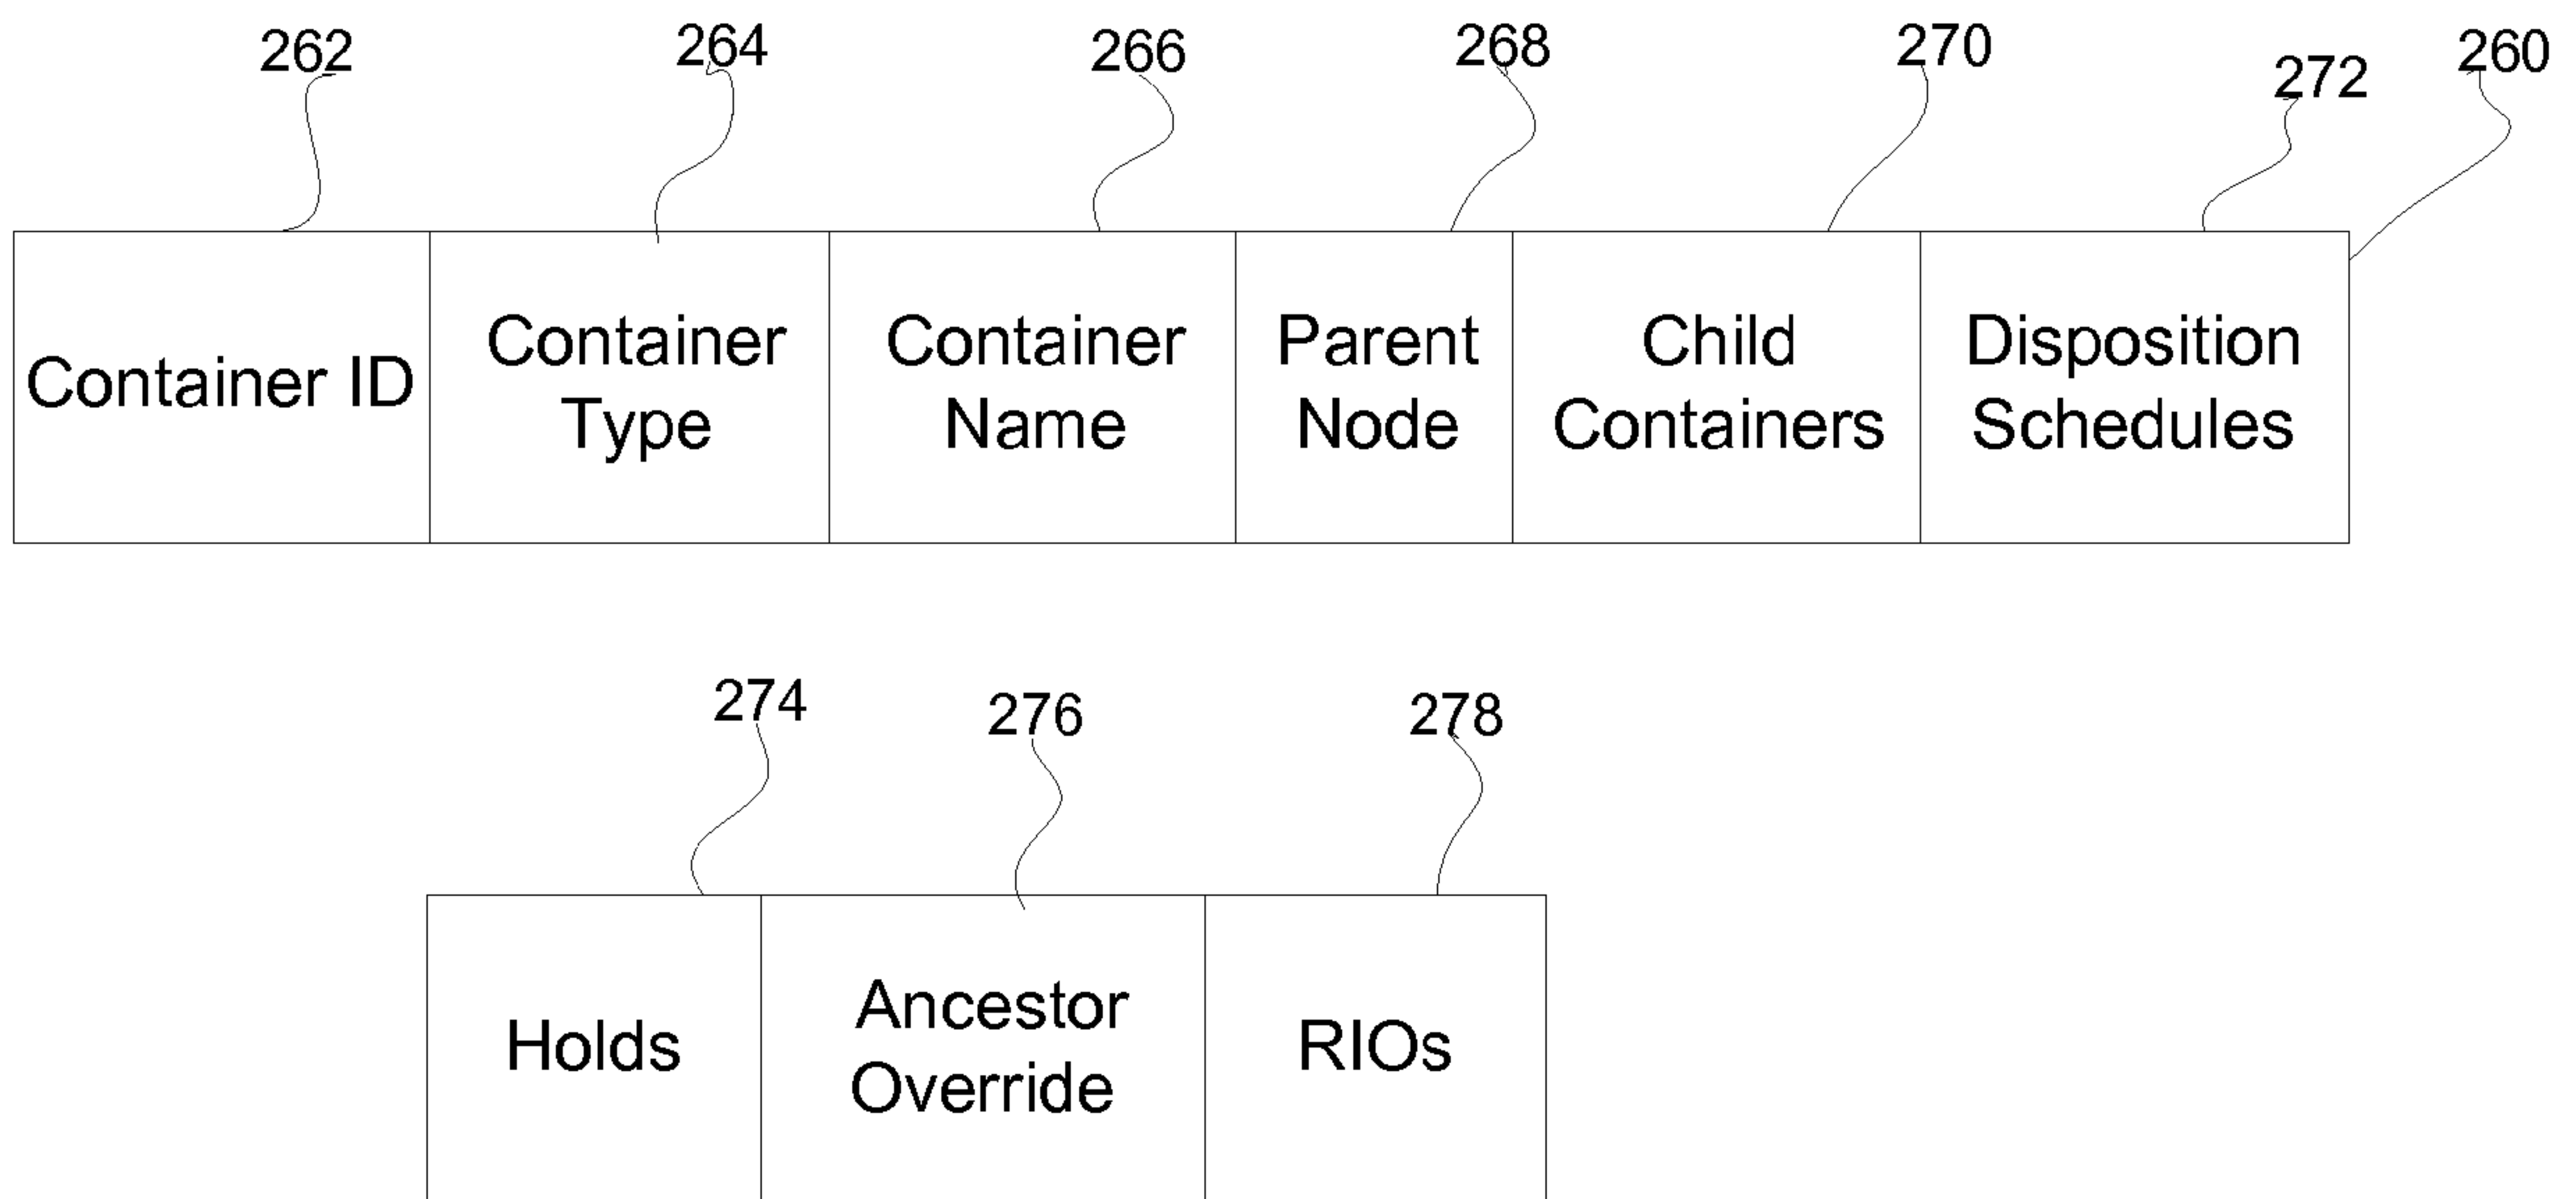 262
264
266
268
270
272
260
Container ID
Container
Type
Container
Name
Parent
Node
Child
Containers
Disposition
Schedules
274
276
278
Holds
Ancestor
Override
RIOs